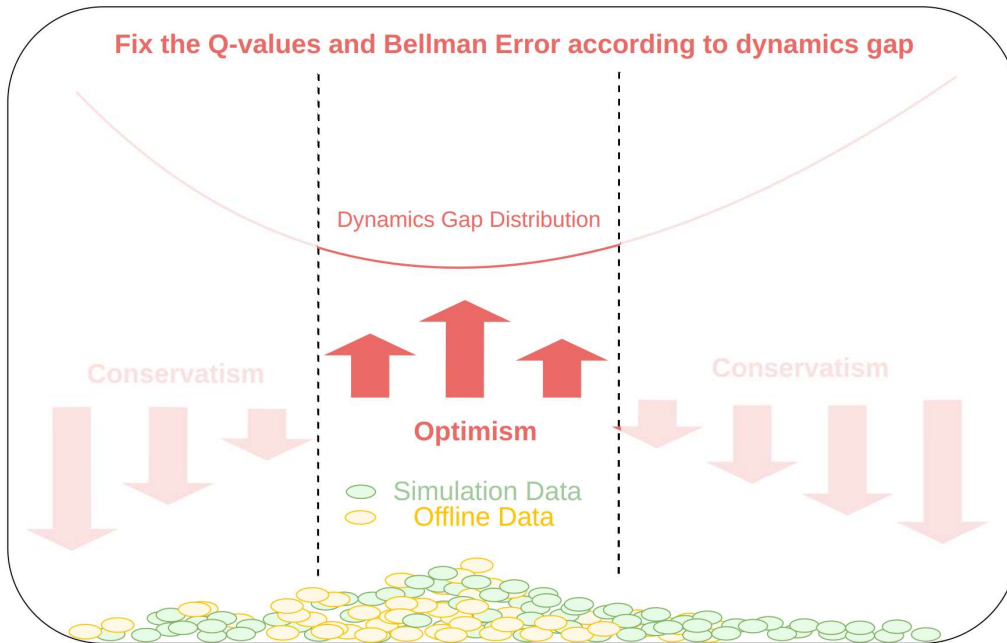 Fix the Q-values and Bellman Error according to dynamics gap
Dynamics Gap Distribution
Conservatism
Conservatism
Optimism
Simulation Data
Offline Data